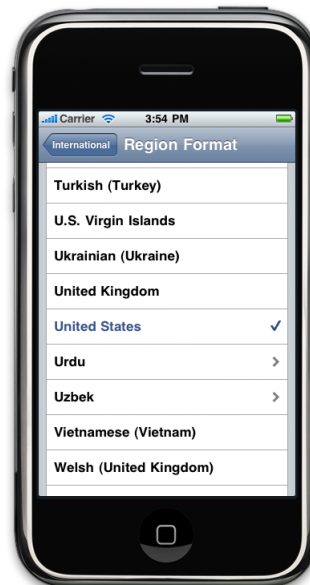 Carrier 3:54 PM
International Region Format
Turkish (Turkey)
U.S. Virgin Islands
Ukrainian (Ukraine)
United Kingdom
United States
Urdu
Uzbek
Vietnamese (Vietnam)
Welsh (United Kingdom)